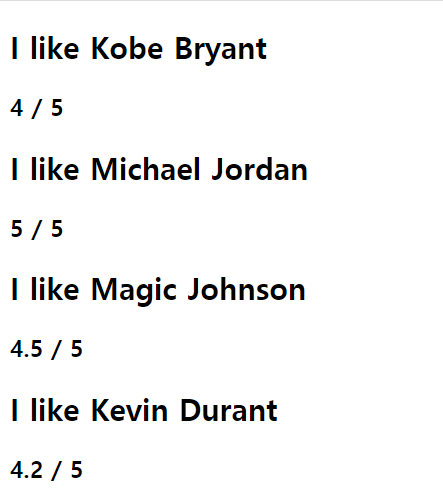 I like Kobe Bryant
4 / 5
I like Michael Jordan
5 / 5
I like Magic Johnson
4.5 / 5
I like Kevin Durant
4.2 / 5